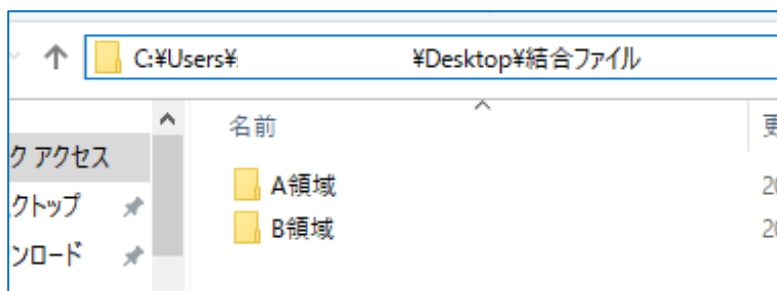 C:¥Users¥ ¥Desktop¥結合ファイル
名前
ク アクセス
A領域
クトップ
B領域
ンロード